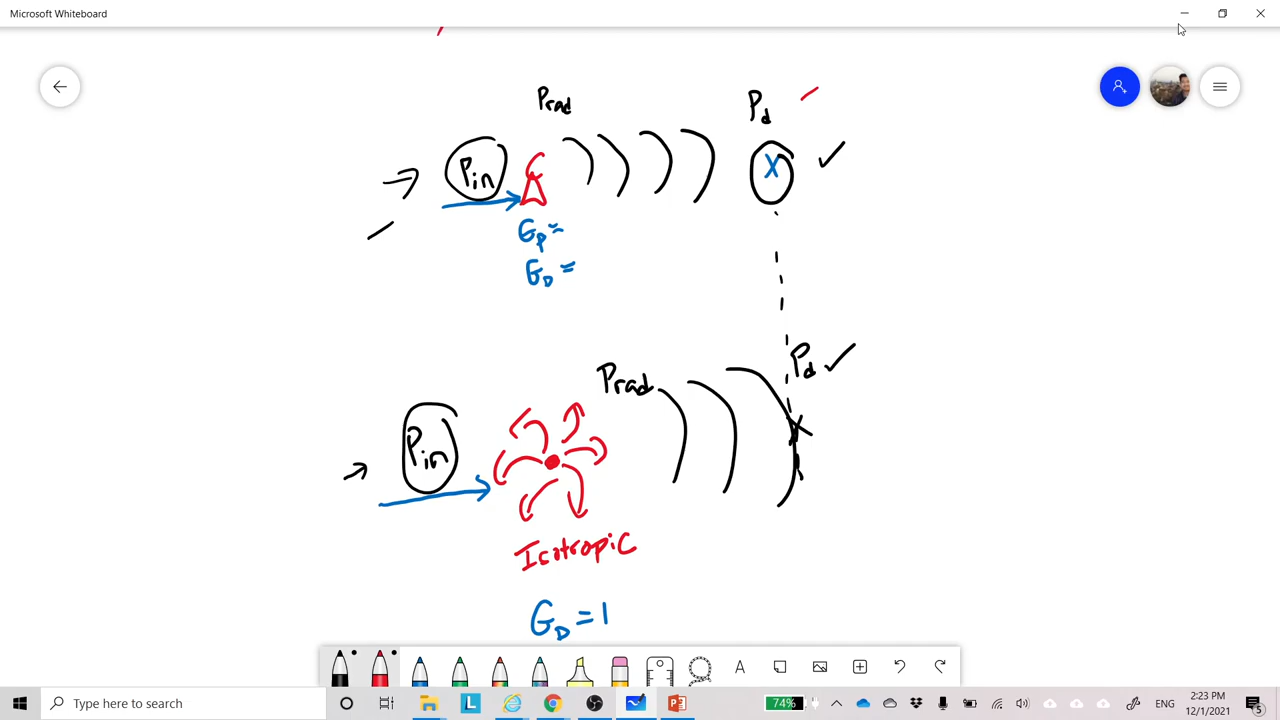 Microsoft Whiteboard
Prad
Pd
Pin
X
GP =
GD =
Pd
Prad
Pin
X
Isotropic
GD = 1
A
Type here to search
L
74%
ENG
2:23 PM
12/1/2021
5